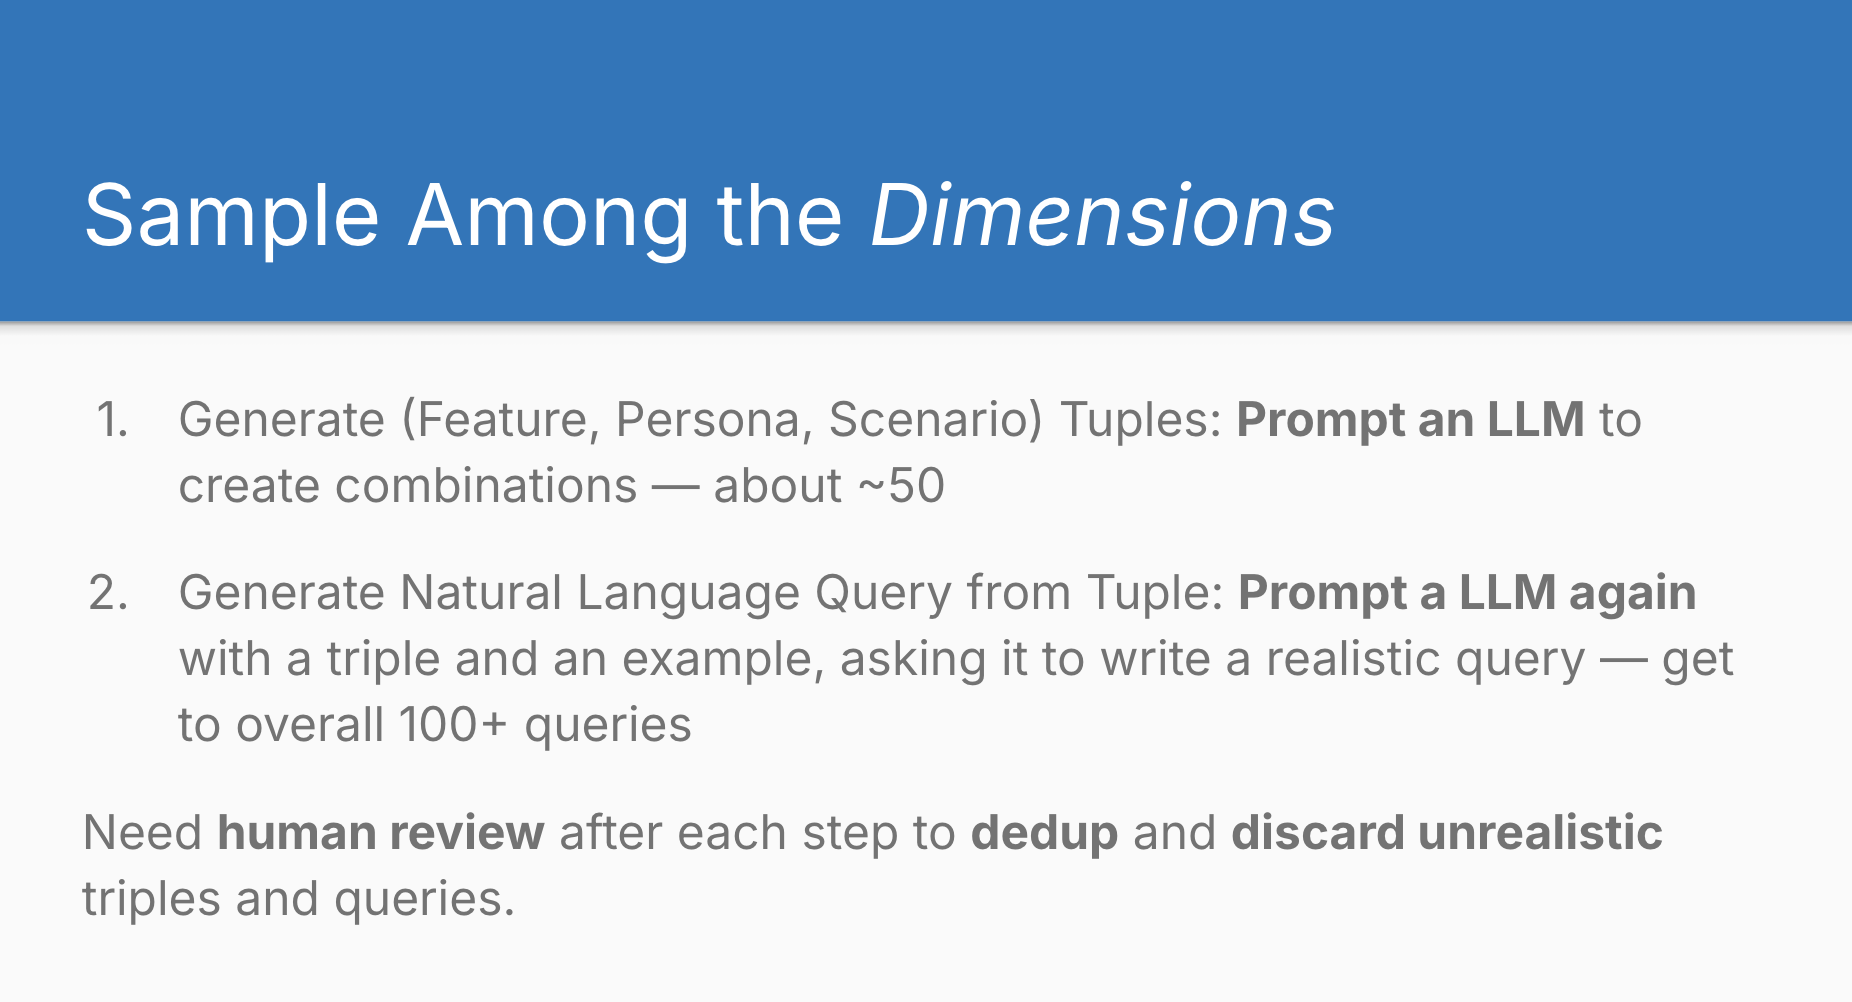 Sample Among the Dimensions
1. Generate (Feature, Persona, Scenario) Tuples: Prompt an LLM to
create combinations — about ~50
2. Generate Natural Language Query from Tuple: Prompt a LLM again
with a triple and an example, asking it to write a realistic query — get
to overall 100+ queries
Need human review after each step to dedup and discard unrealistic
triples and queries.